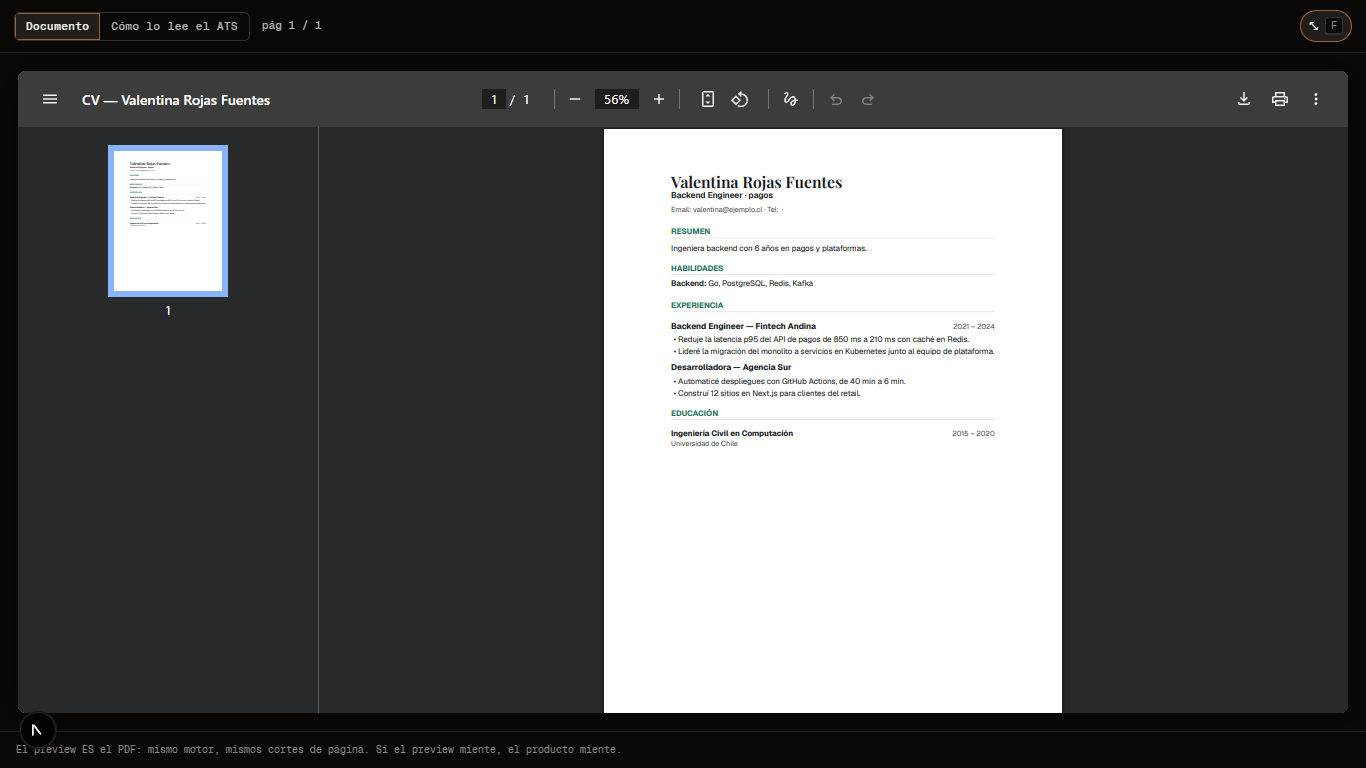 Documento Cómo lo lee el ATS pág 1 / 1
F
CV — Valentina Rojas Fuentes
1 / 1
56%
1
Valentina Rojas Fuentes
Backend Engineer · pagos
Email: valentina@ejemplo.cl · Tel: ·
RESUMEN
Ingeniera backend con 6 años en pagos y plataformas.
HABILIDADES
Backend: Go, PostgreSQL, Redis, Kafka
EXPERIENCIA
Backend Engineer — Fintech Andina 2021 – 2024
• Reduje la latencia p95 del API de pagos de 850 ms a 210 ms con caché en Redis.
• Lideré la migración del monolito a servicios en Kubernetes junto al equipo de plataforma.
Desarrolladora — Agencia Sur
• Automaticé despliegues con GitHub Actions, de 40 min a 6 min.
• Construí 12 sitios en Next.js para clientes del retail.
EDUCACIÓN
Ingeniería Civil en Computación 2015 – 2020
Universidad de Chile
El preview ES el PDF: mismo motor, mismos cortes de página. Si el preview miente, el producto miente.